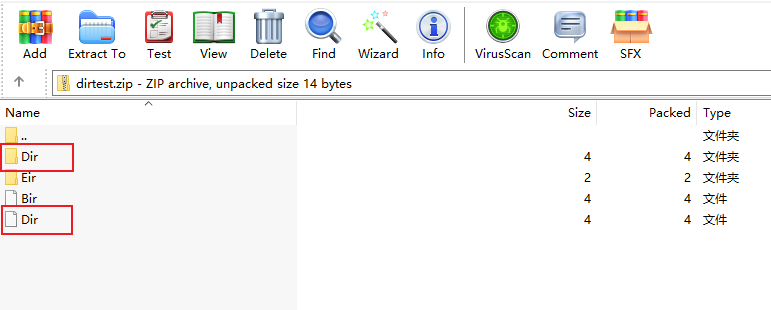 Add Extract To Test View Delete Find Wizard Info VirusScan Comment SFX
dirtest.zip - ZIP archive, unpacked size 14 bytes
Name Size Packed Type
.. 文件夹
Dir 4 4 文件夹
Eir 2 2 文件夹
Bir 4 4 文件
Dir 4 4 文件